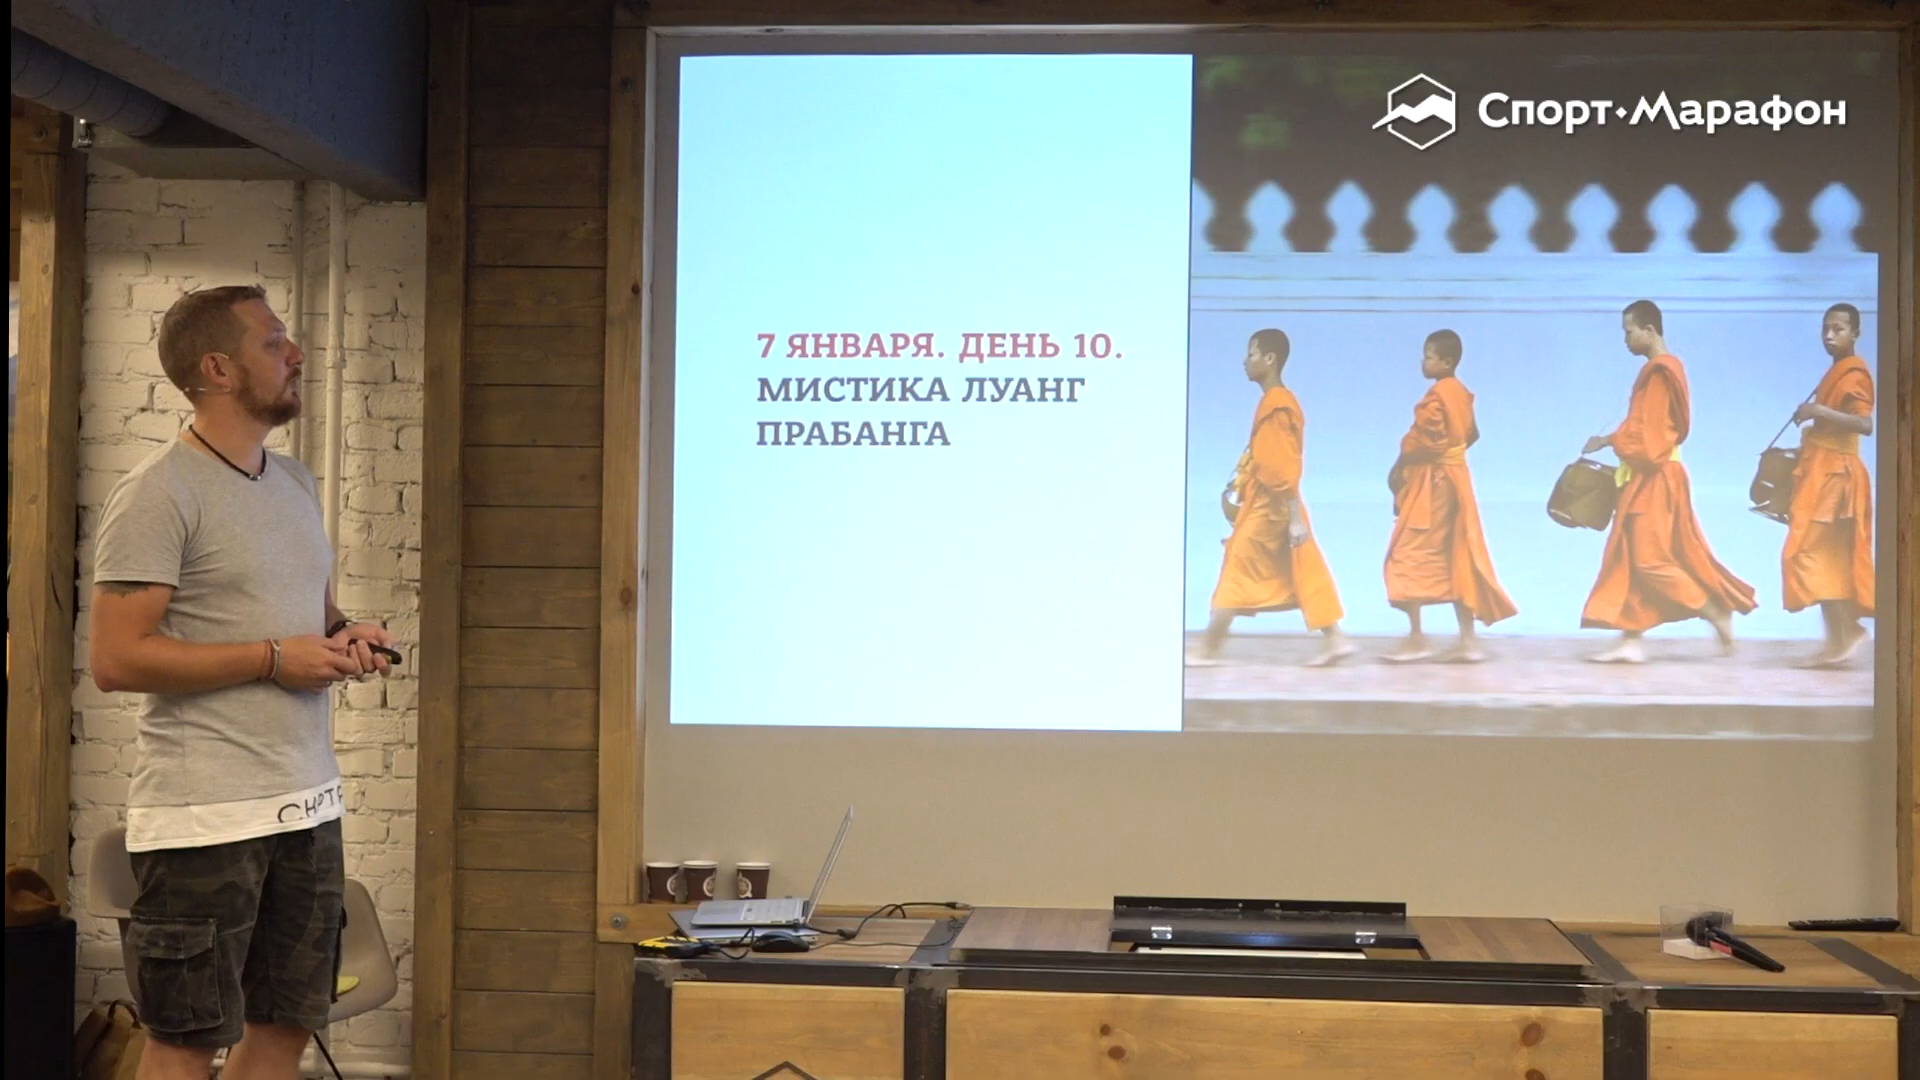 Спорт-Марафон
7 ЯНВАРЯ. ДЕНЬ 10.
МИСТИКА ЛУАНГ
ПРАБАНГА